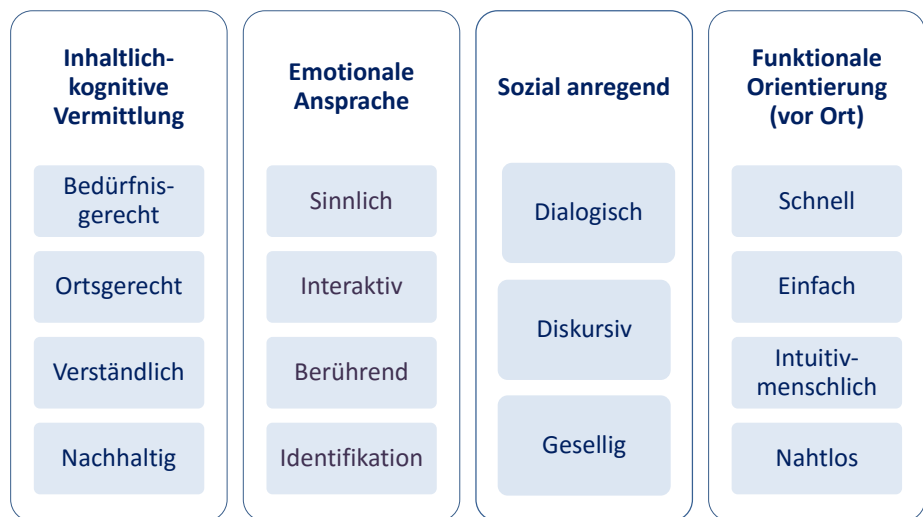 Inhaltlich-
kognitive
Vermittlung
Bedürfnis-
gerecht
Ortsgerecht
Verständlich
Nachhaltig
Emotionale
Ansprache
Sinnlich
Interaktiv
Berührend
Identifikation
Sozial anregend
Dialogisch
Diskursiv
Gesellig
Funktionale
Orientierung
(vor Ort)
Schnell
Einfach
Intuitiv-
menschlich
Nahtlos